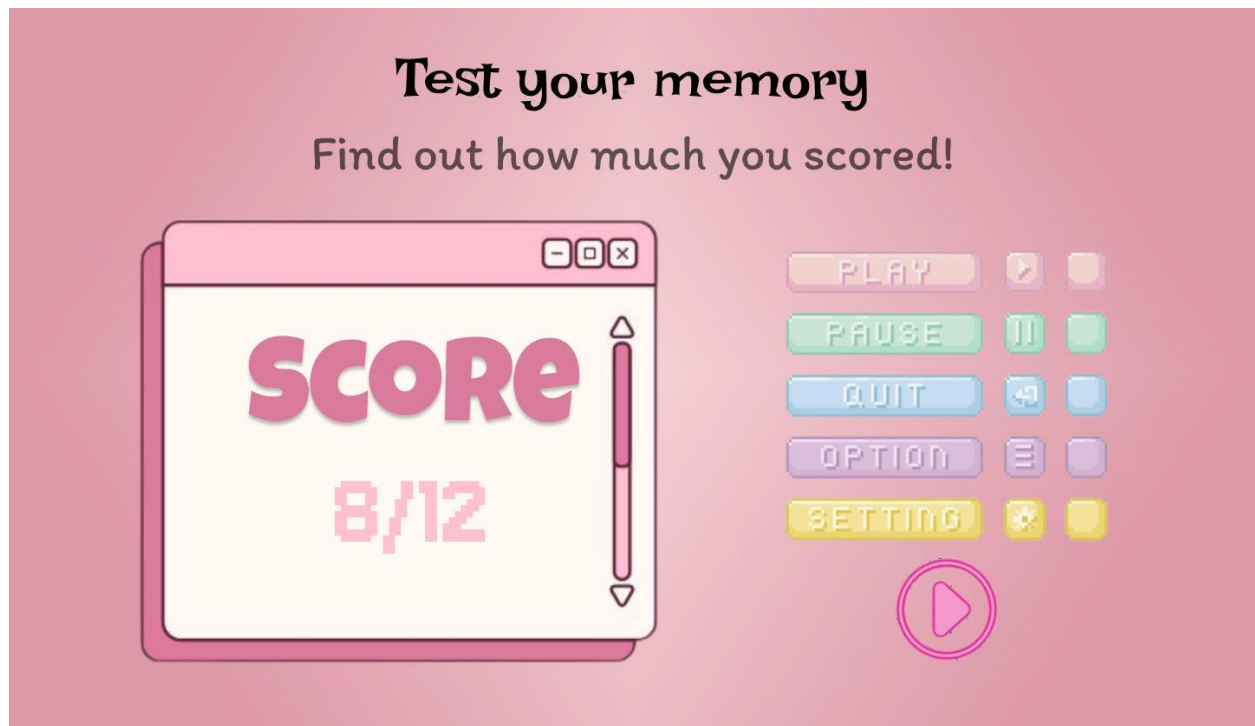 Test your memory
Find out how much you scored!
SCORe
8/12
PLAY
PAUSE
QUIT
OPTION
SETTING